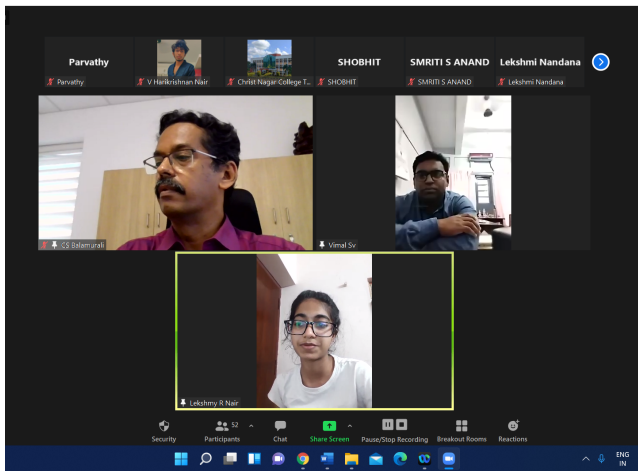 Parvathy
SHOBHIT
SMRITI S ANAND
Lekshmi Nandana
Parvathy
V Harikrishnan Nair
Christ Nagar College T...
SHOBHIT
SMRITI S ANAND
Lekshmi Nandana
CS Balamurali
Vimal Sv
Lekshmy R Nair
52
Security
Participants
Chat
Share Screen
Pause/Stop Recording
Breakout Rooms
Reactions
ENG
IN